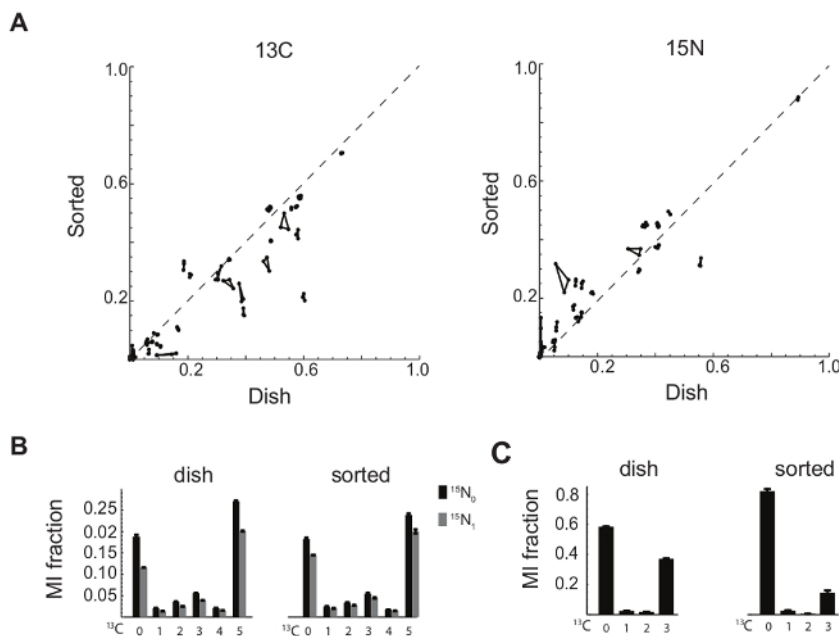 A
13C
15N
1.0
0.6
0.2
Sorted
0.2
0.6
1.0
Dish
1.0
0.6
0.2
Sorted
0.2
0.6
1.0
Dish
B
dish
sorted
MI fraction
0.25
0.02
0.15
0.05
¹⁵N₀
¹⁵N₁
¹³C 0 1 2 3 4 5
¹³C 0 1 2 3 4 5
C
dish
sorted
MI fraction
0.8
0.6
0.4
0.2
¹³C 0 1 2 3
¹³C 0 1 2 3